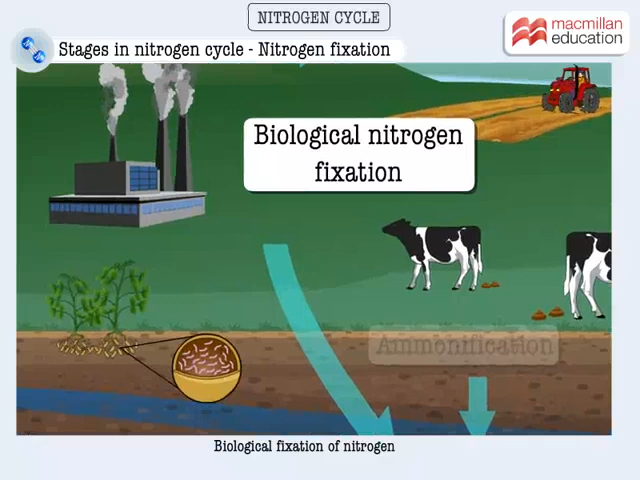 NITROGEN CYCLE
macmillan
education
Stages in nitrogen cycle - Nitrogen fixation
Biological nitrogen
fixation
Ammonification
Biological fixation of nitrogen